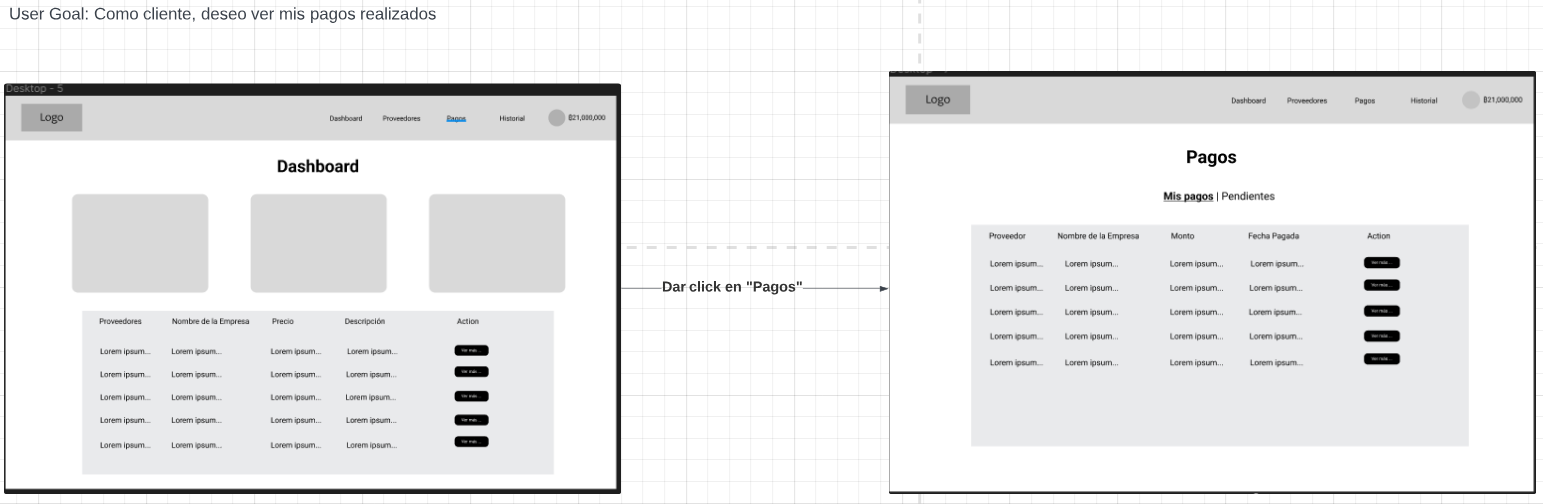 User Goal: Como cliente, deseo ver mis pagos realizados
Desktop - 5
Logo
Dashboard Proveedores Pagos Historial ₿21,000,000
Dashboard
Proveedores Nombre de la Empresa Precio Descripción Action
Lorem ipsum... Lorem ipsum... Lorem ipsum... Lorem ipsum... Ver más ...
Lorem ipsum... Lorem ipsum... Lorem ipsum... Lorem ipsum... Ver más ...
Lorem ipsum... Lorem ipsum... Lorem ipsum... Lorem ipsum... Ver más ...
Lorem ipsum... Lorem ipsum... Lorem ipsum... Lorem ipsum... Ver más ...
Lorem ipsum... Lorem ipsum... Lorem ipsum... Lorem ipsum... Ver más ...
Dar click en "Pagos"
Logo
Dashboard Proveedores Pagos Historial ₿21,000,000
Pagos
Mis pagos | Pendientes
Proveedor Nombre de la Empresa Monto Fecha Pagada Action
Lorem ipsum... Lorem ipsum... Lorem ipsum... Lorem ipsum... Ver más ...
Lorem ipsum... Lorem ipsum... Lorem ipsum... Lorem ipsum... Ver más ...
Lorem ipsum... Lorem ipsum... Lorem ipsum... Lorem ipsum... Ver más ...
Lorem ipsum... Lorem ipsum... Lorem ipsum... Lorem ipsum... Ver más ...
Lorem ipsum... Lorem ipsum... Lorem ipsum... Lorem ipsum... Ver más ...